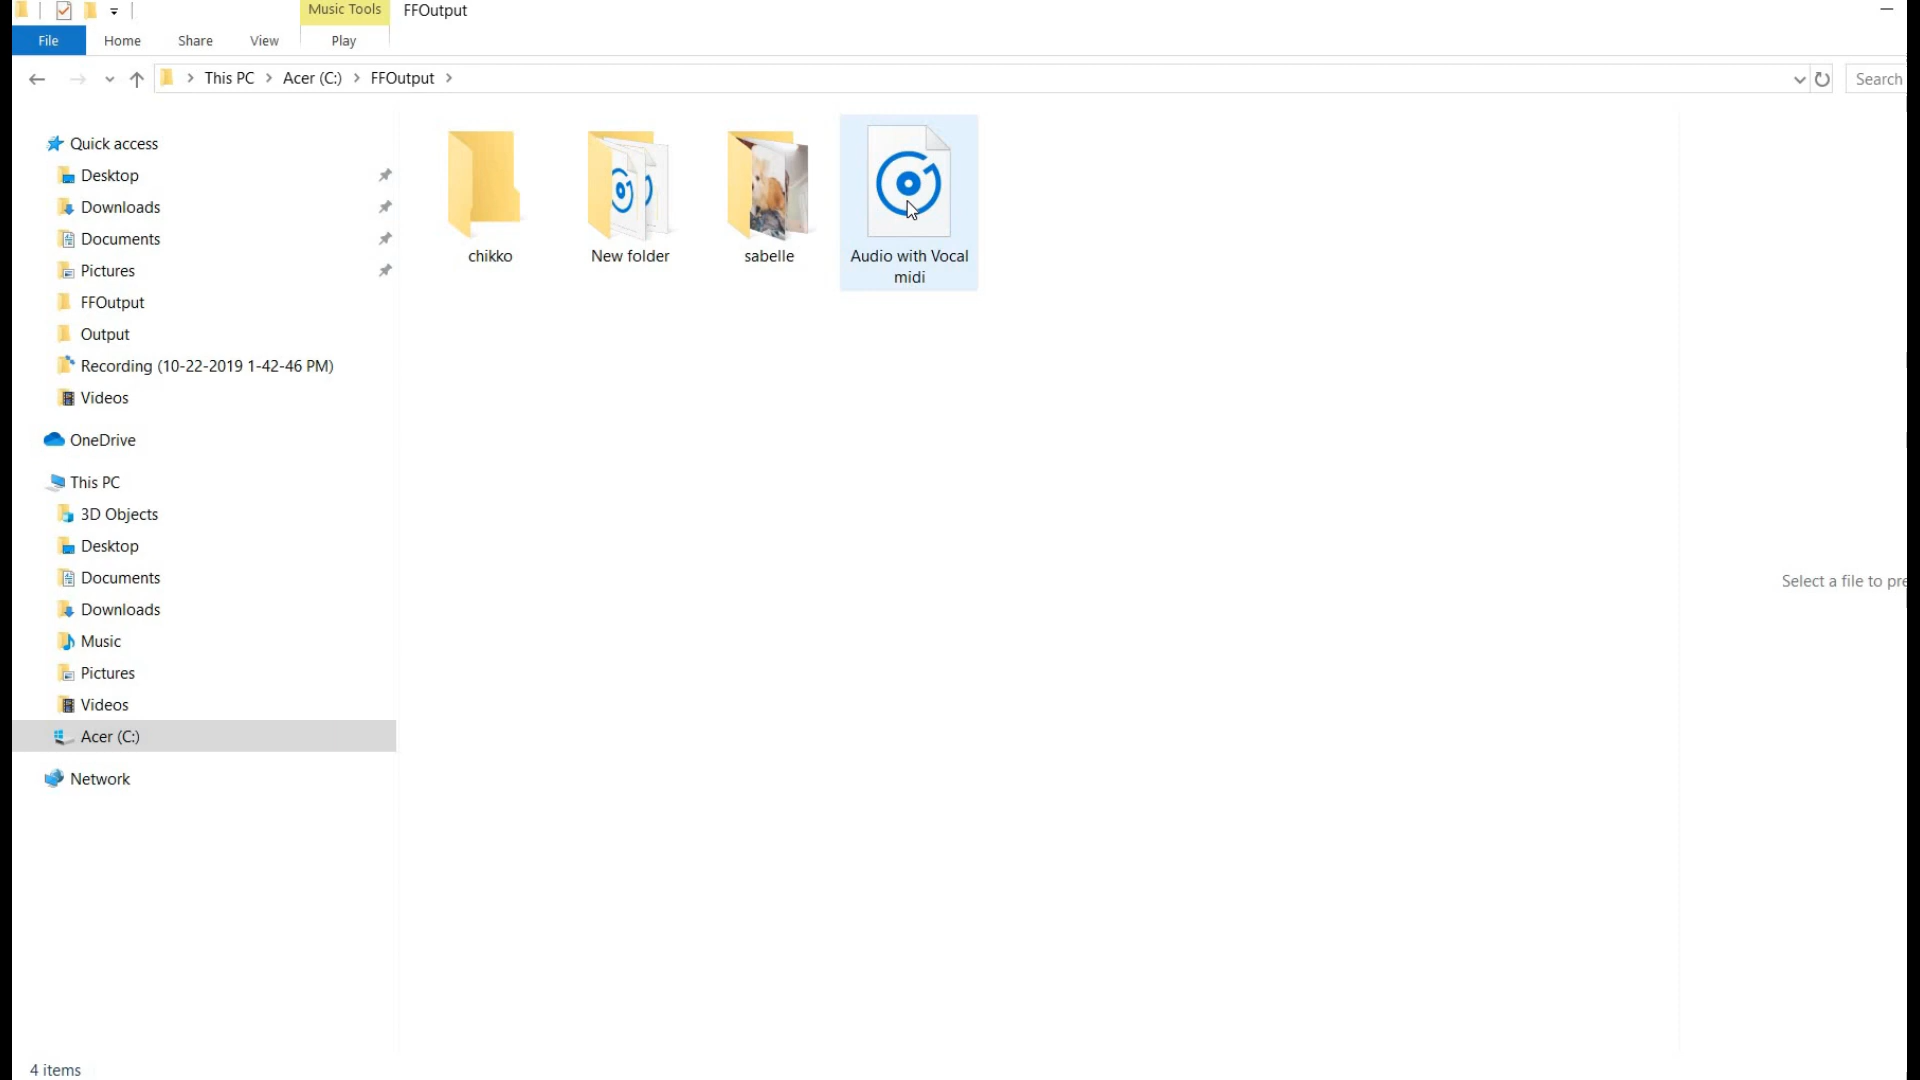 Music Tools
FFOutput
File
Home
Share
View
Play
This PC
Acer (C:)
FFOutput
Search
Quick access
Desktop
Downloads
Documents
Pictures
FFOutput
Output
Recording (10-22-2019 1-42-46 PM)
Videos
OneDrive
This PC
3D Objects
Desktop
Documents
Downloads
Music
Pictures
Videos
Acer (C:)
Network
chikko
New folder
sabelle
Audio with Vocal
midi
Select a file to pre
4 items